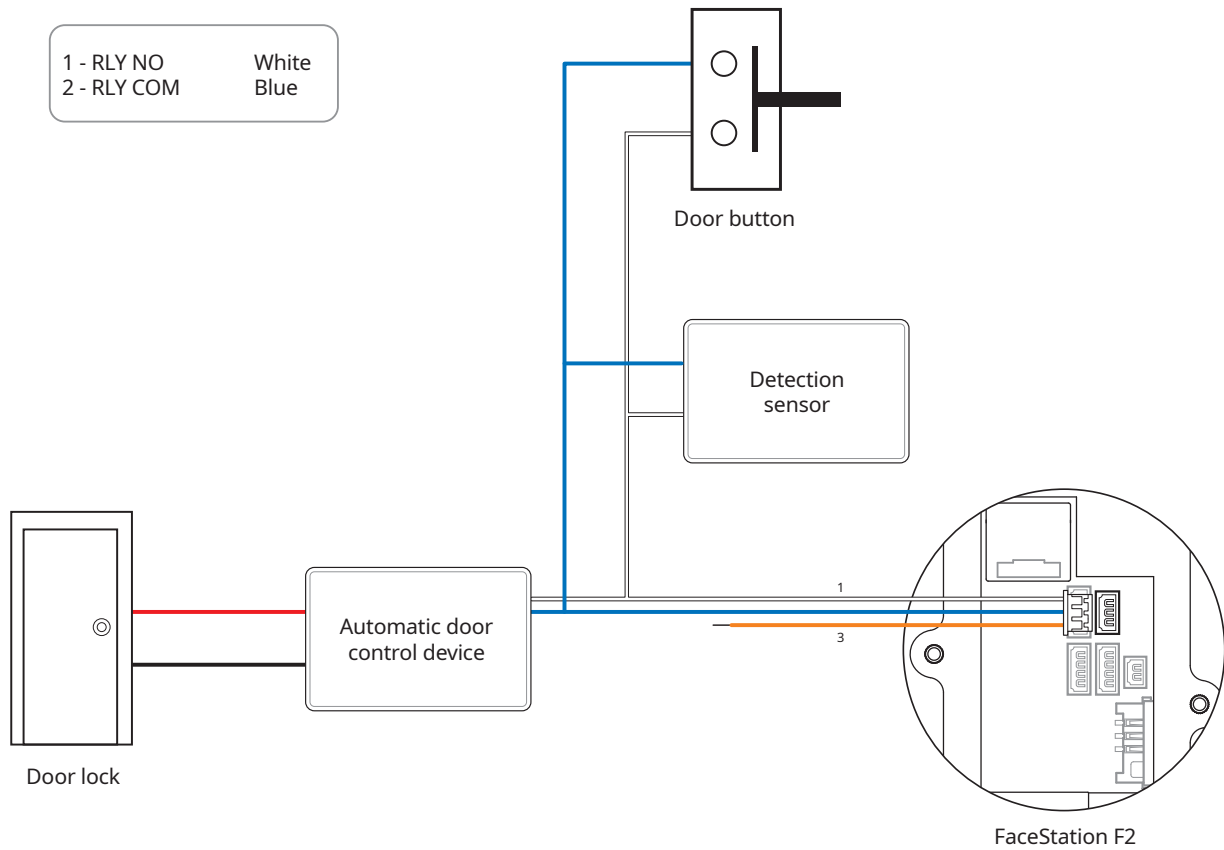 1 - RLY NO White
2 - RLY COM Blue
Door button
Detection
sensor
1
Automatic door
control device
3
Door lock
FaceStation F2